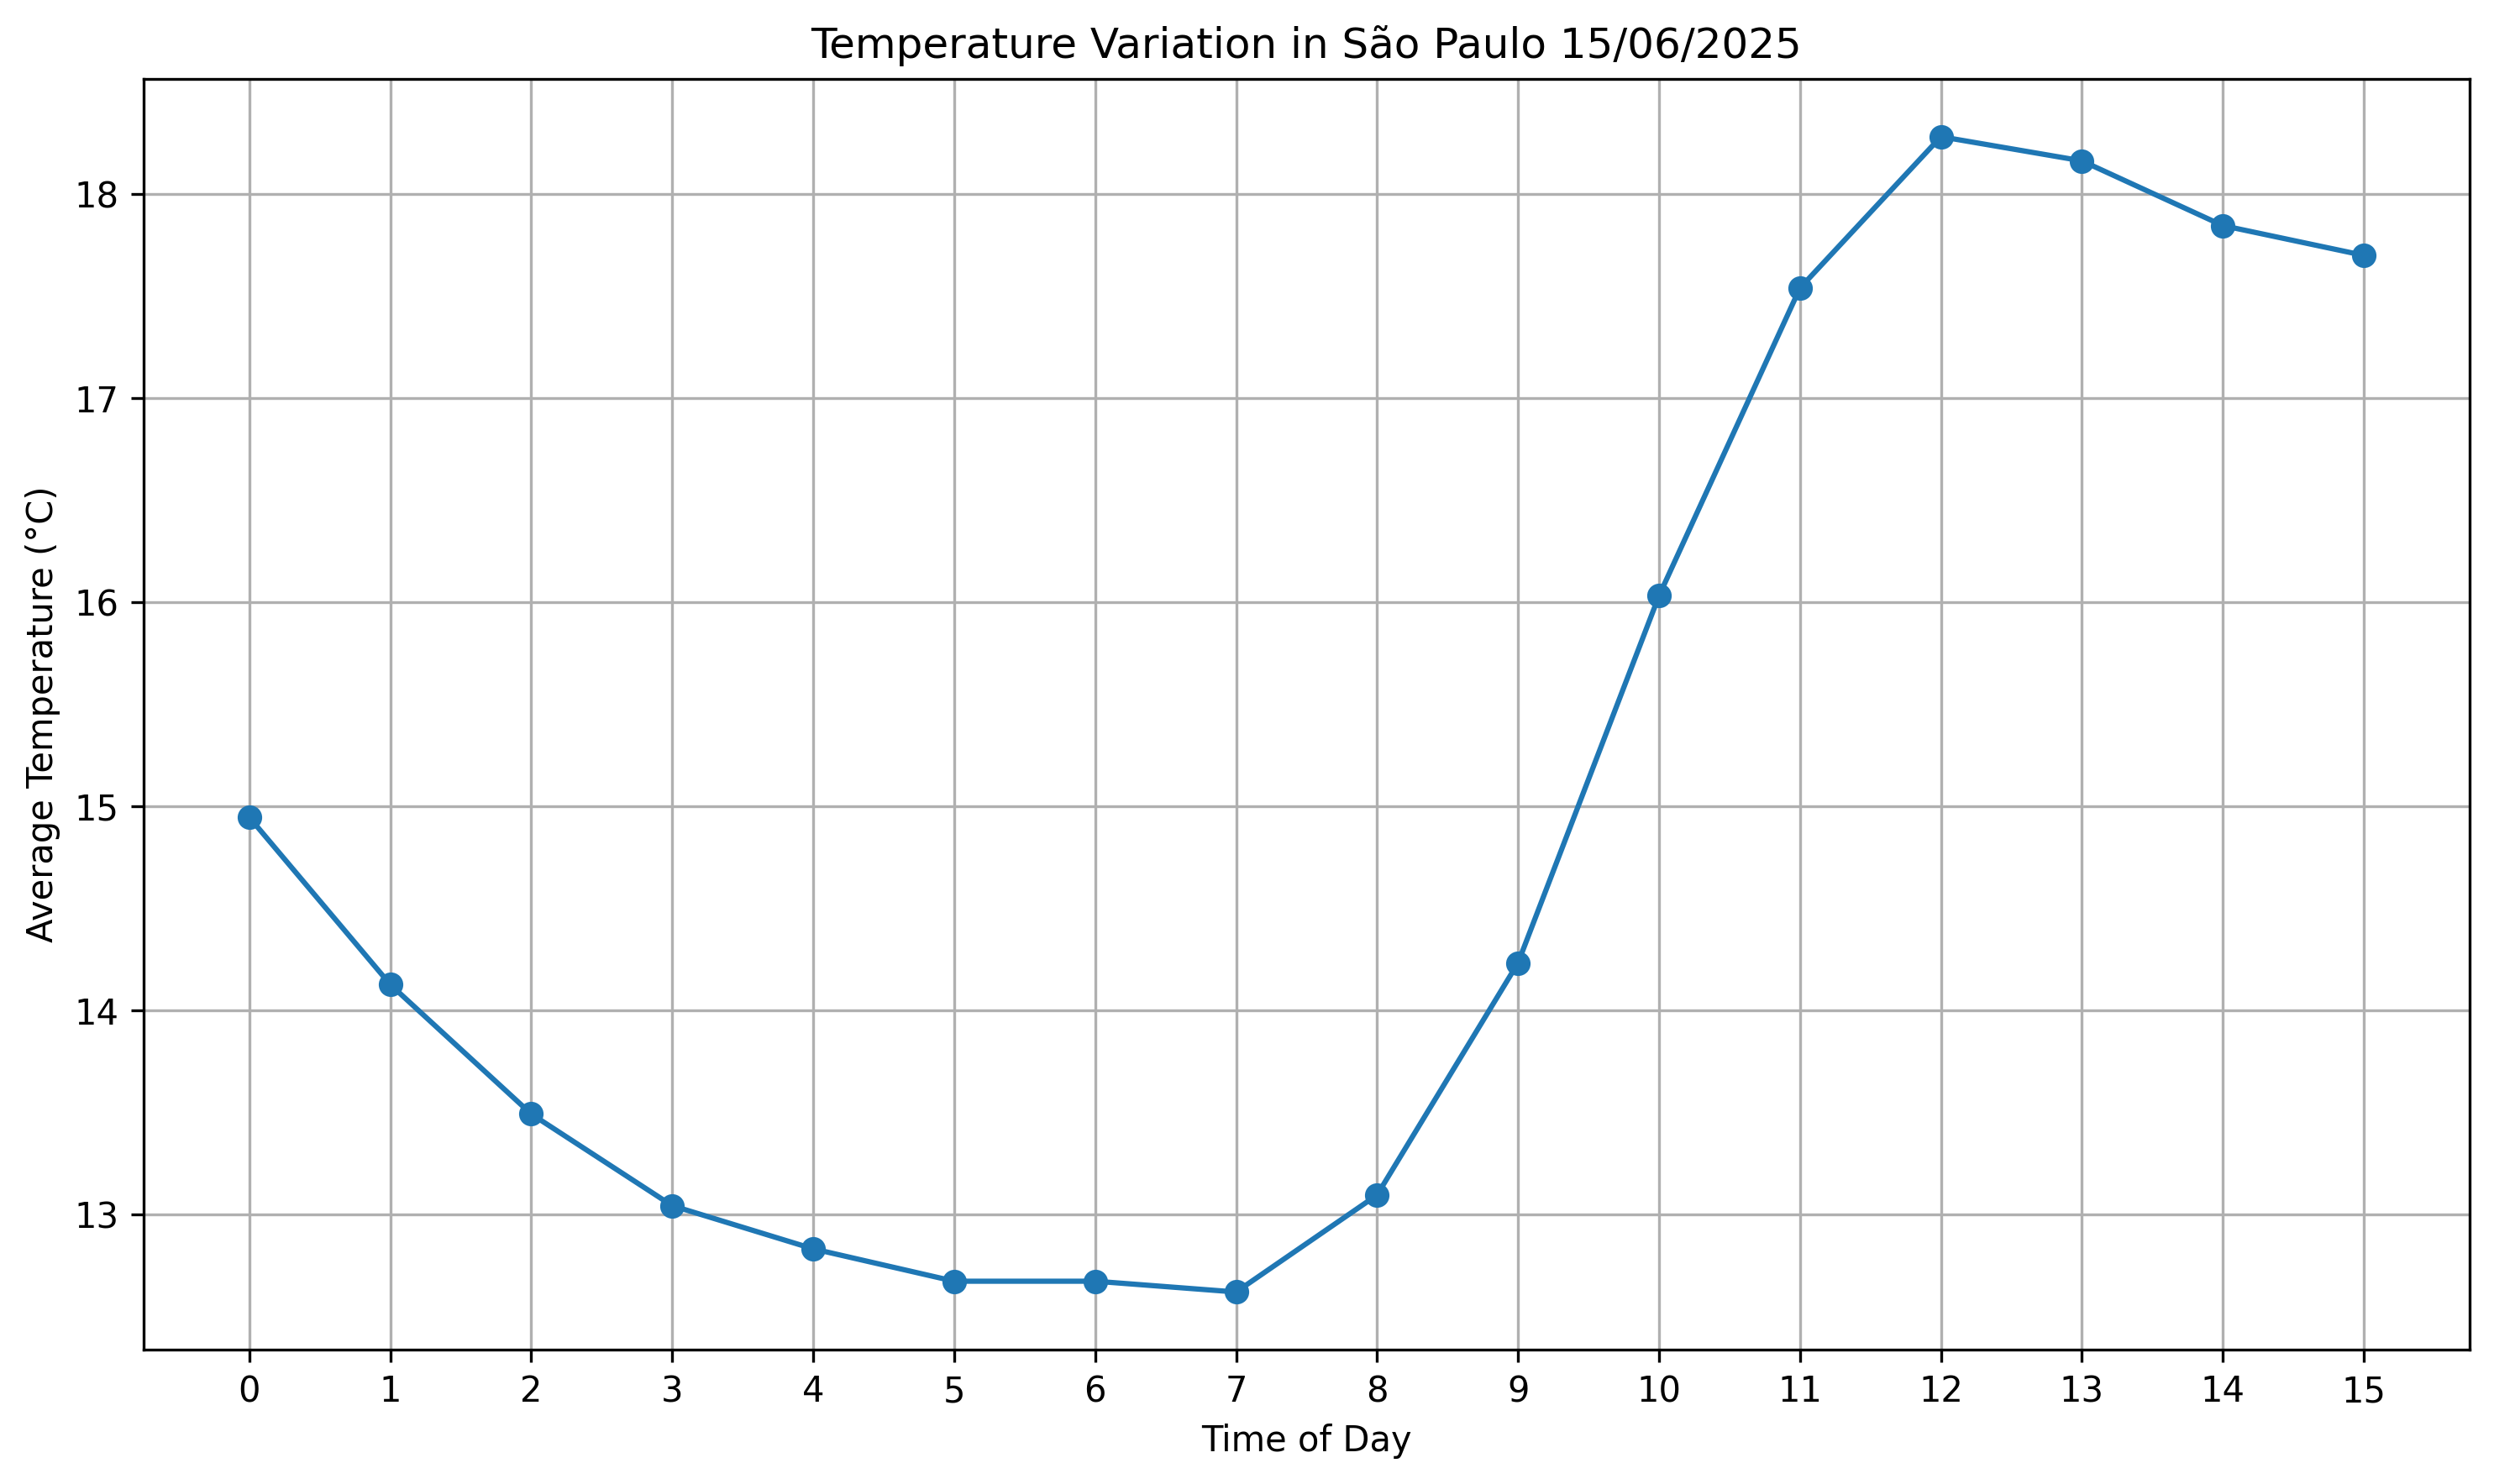 Temperature Variation in São Paulo 15/06/2025
Average Temperature (°C)
18
17
16
15
14
13
0 1 2 3 4 5 6 7 8 9 10 11 12 13 14 15
Time of Day